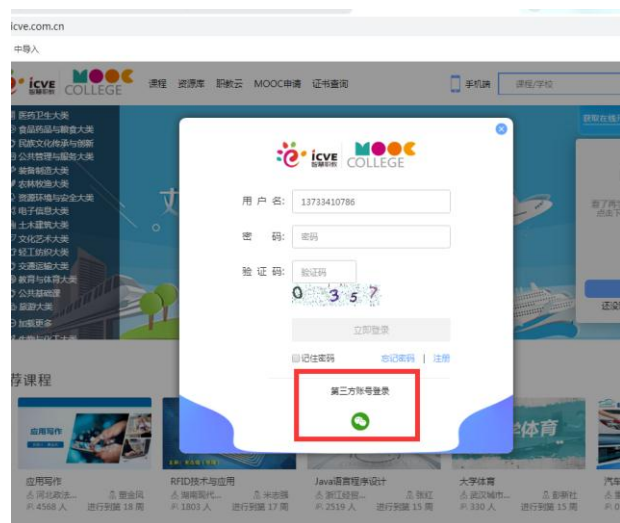 icve.com.cn
中导入
icve 智慧职教 MOOC COLLEGE 课程 资源库 职教云 MOOC申请 证书查询 手机端 课程/学校
医药卫生大类
食品药品与粮食大类
民族文化传承与创新
公共管理与服务大类
装备制造大类
农林牧渔大类
资源环境与安全大类
电子信息大类
土木建筑大类
文化艺术大类
轻工纺织大类
交通运输大类
教育与体育大类
公共基础课
旅游大类
加载更多
icve 智慧职教 MOOC COLLEGE
用 户 名: 13733410786
密 码: 密码
验 证 码: 验证码
0 3 5 7
立即登录
记住密码 忘记密码 | 注册
第三方账号登录
荐课程
应用写作
应用写作
河北政法... 
4568 人 进行到第 18 周
RFID技术与应用
湖南现代... 米志强
1803 人 进行到第 17 周
Java语言程序设计
浙江经贸... 张红
2519 人 进行到第 15 周
体育
大学体育
武汉城市... 彭新社
330 人 进行到第 15 周
汽车